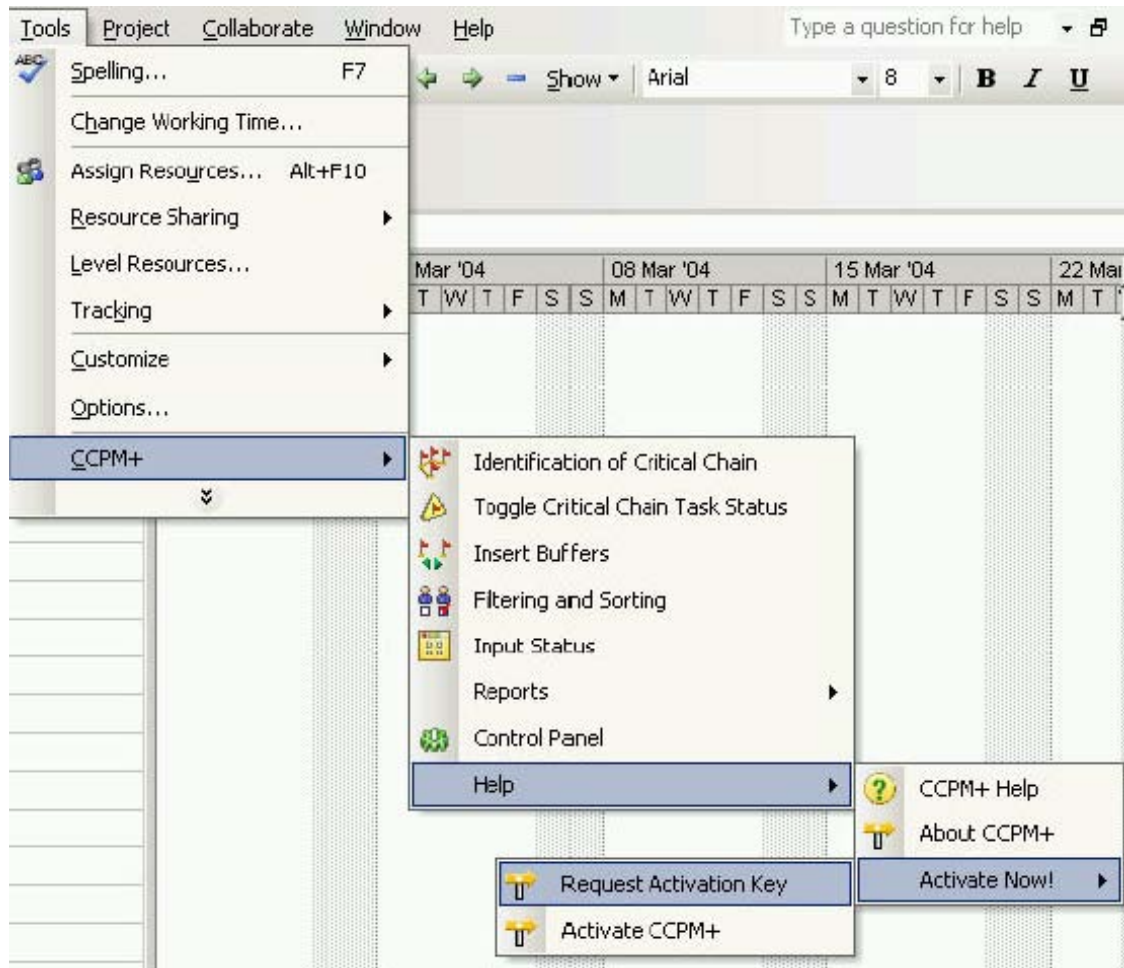 Tools Project Collaborate Window Help Type a question for help
ABC Spelling... F7 Show Arial 8 B I U
Change Working Time...
Assign Resources... Alt+F10
Resource Sharing
Level Resources...
Mar '04 08 Mar '04 15 Mar '04 22 Mar
T W T F S S M T W T F S S M T W T F S S M T
Tracking
Customize
Options...
CCPM+
Identification of Critical Chain
Toggle Critical Chain Task Status
Insert Buffers
Filtering and Sorting
Input Status
Reports
Control Panel
Help
CCPM+ Help
About CCPM+
Activate Now!
Request Activation Key
Activate CCPM+